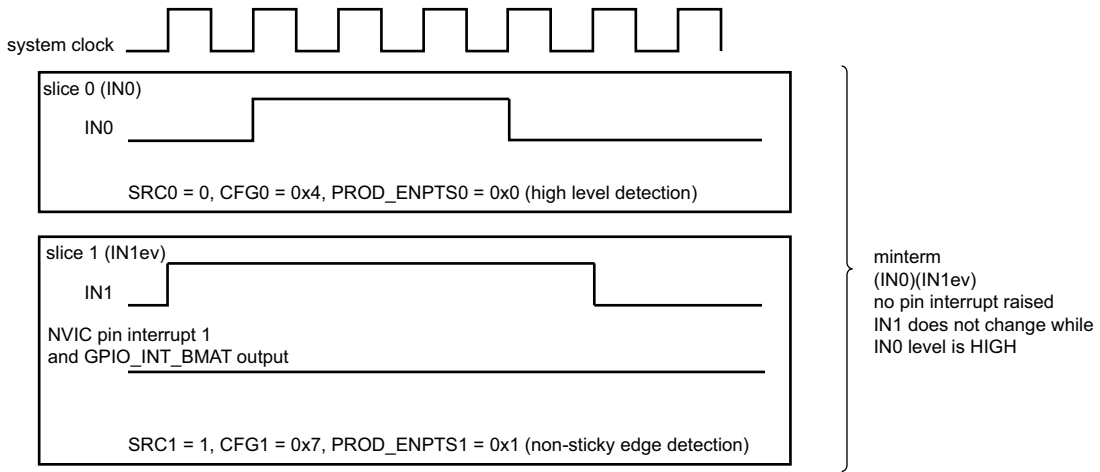 system clock
slice 0 (IN0)
IN0
SRC0 = 0, CFG0 = 0x4, PROD_ENPTS0 = 0x0 (high level detection)
slice 1 (IN1ev)
IN1
NVIC pin interrupt 1
and GPIO_INT_BMAT output
SRC1 = 1, CFG1 = 0x7, PROD_ENPTS1 = 0x1 (non-sticky edge detection)
minterm
(IN0)(IN1ev)
no pin interrupt raised
IN1 does not change while
IN0 level is HIGH